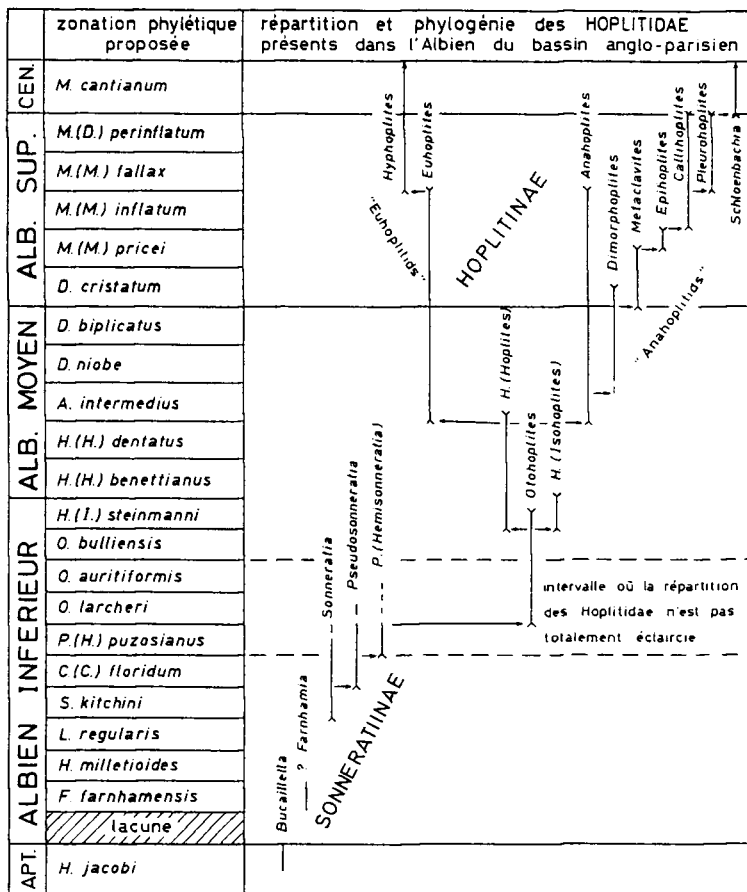 zonation phylétique
proposée
répartition et phylogénie des HOPLITIDAE
présents dans l'Albien du bassin anglo-parisien
CEN.
ALB. SUP.
ALB. MOYEN
ALBIEN INFERIEUR
APT.
M. cantianum
M.(D.) perinflatum
M.(M.) fallax
M.(M.) inflatum
M.(M.) pricei
D. cristatum
D. biplicatus
D. niobe
A. intermedius
H.(H.) dentatus
H.(H.) benettianus
H.(I.) steinmanni
O. bulliensis
O. auritiformis
O. larcheri
P.(H.) puzosianus
C.(C.) floridum
S. kitchini
L. regularis
H. milletioides
F. farnhamensis
lacune
H. jacobi
Bucaillella
? Farnhamia
SONNERATIINAE
Sonneratia
Pseudosonneratia
P.(Hemisonneratia)
Hyphoplites
Euhoplites
"Euhoplitids"
HOPLITINAE
H.(Hoplites)
Otohoplites
H.(Isohoplites)
Anahoplites
Dimorphoplites
Metaclavites
Epihoplites
Callihoplites
Pleurohoplites
Schloenbachia
"Anahoplitids"
intervalle où la répartition
des Hoplitidae n'est pas
totalement éclaircie